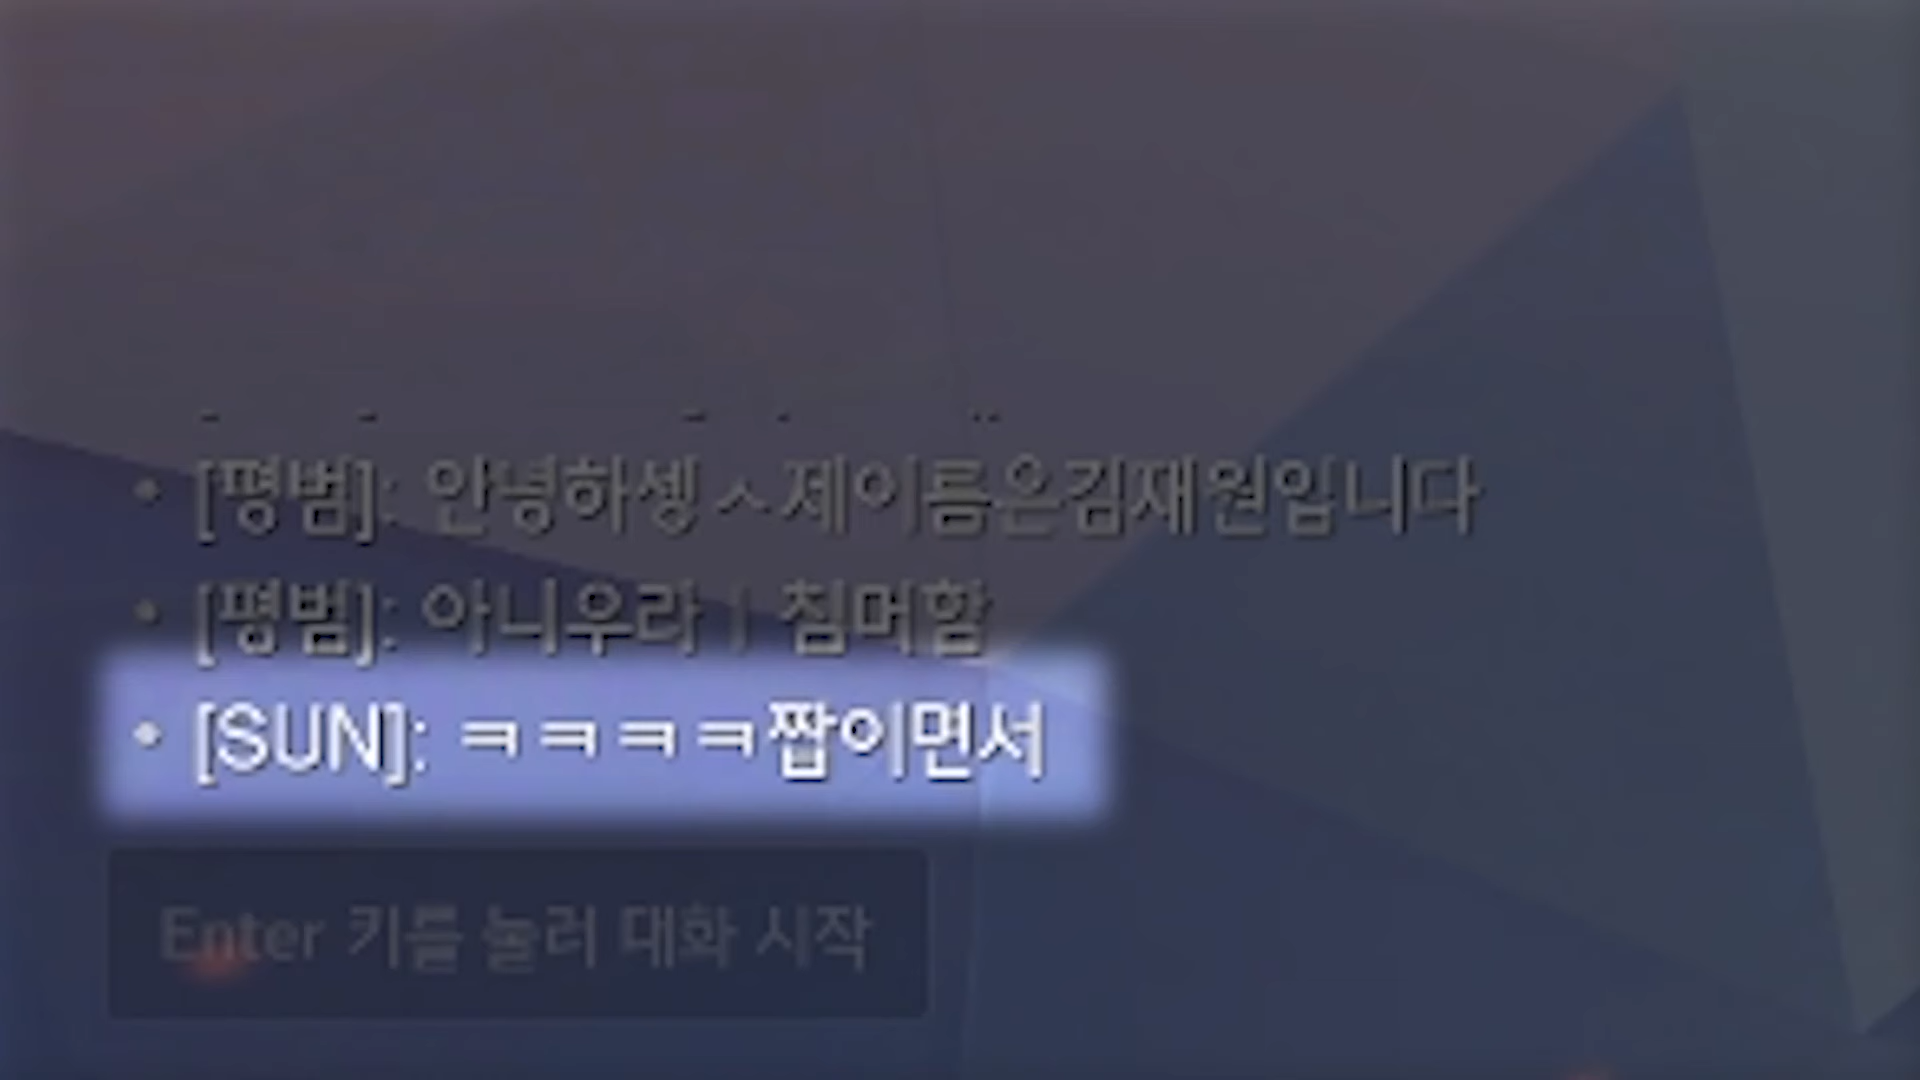 • [평범]: 안녕하셍ㅅ제이름은김재원입니다
• [평범]: 아니우라ㅣ 침머함
• [SUN]: ㅋㅋㅋㅋ짭이면서
Enter 키를 눌러 대화 시작